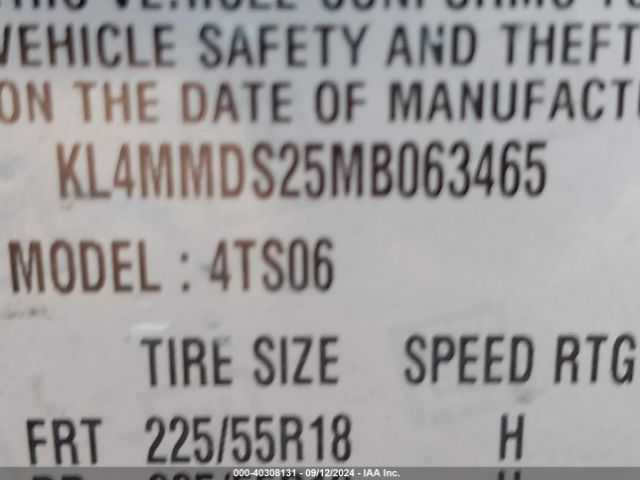 VEHICLE SAFETY AND THEFT
ON THE DATE OF
KL4MMDS25MB063465
MODEL : 4TS06
TIRE SIZE SPEED RTG
FRT 225/55R18 H
000-40308131 - 09/12/2024 - IAA Inc.